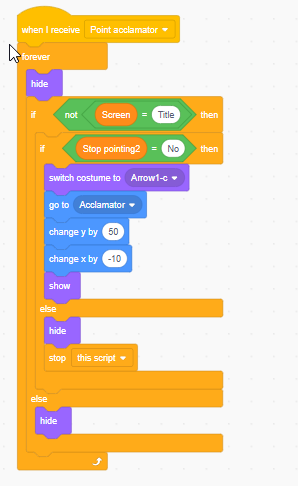 when I receive Point acclamator
forever
hide
if not Screen = Title then
if Stop pointing2 = No then
switch costume to Arrow1-c
go to Acclamator
change y by 50
change x by -10
show
else
hide
stop this script
else
hide